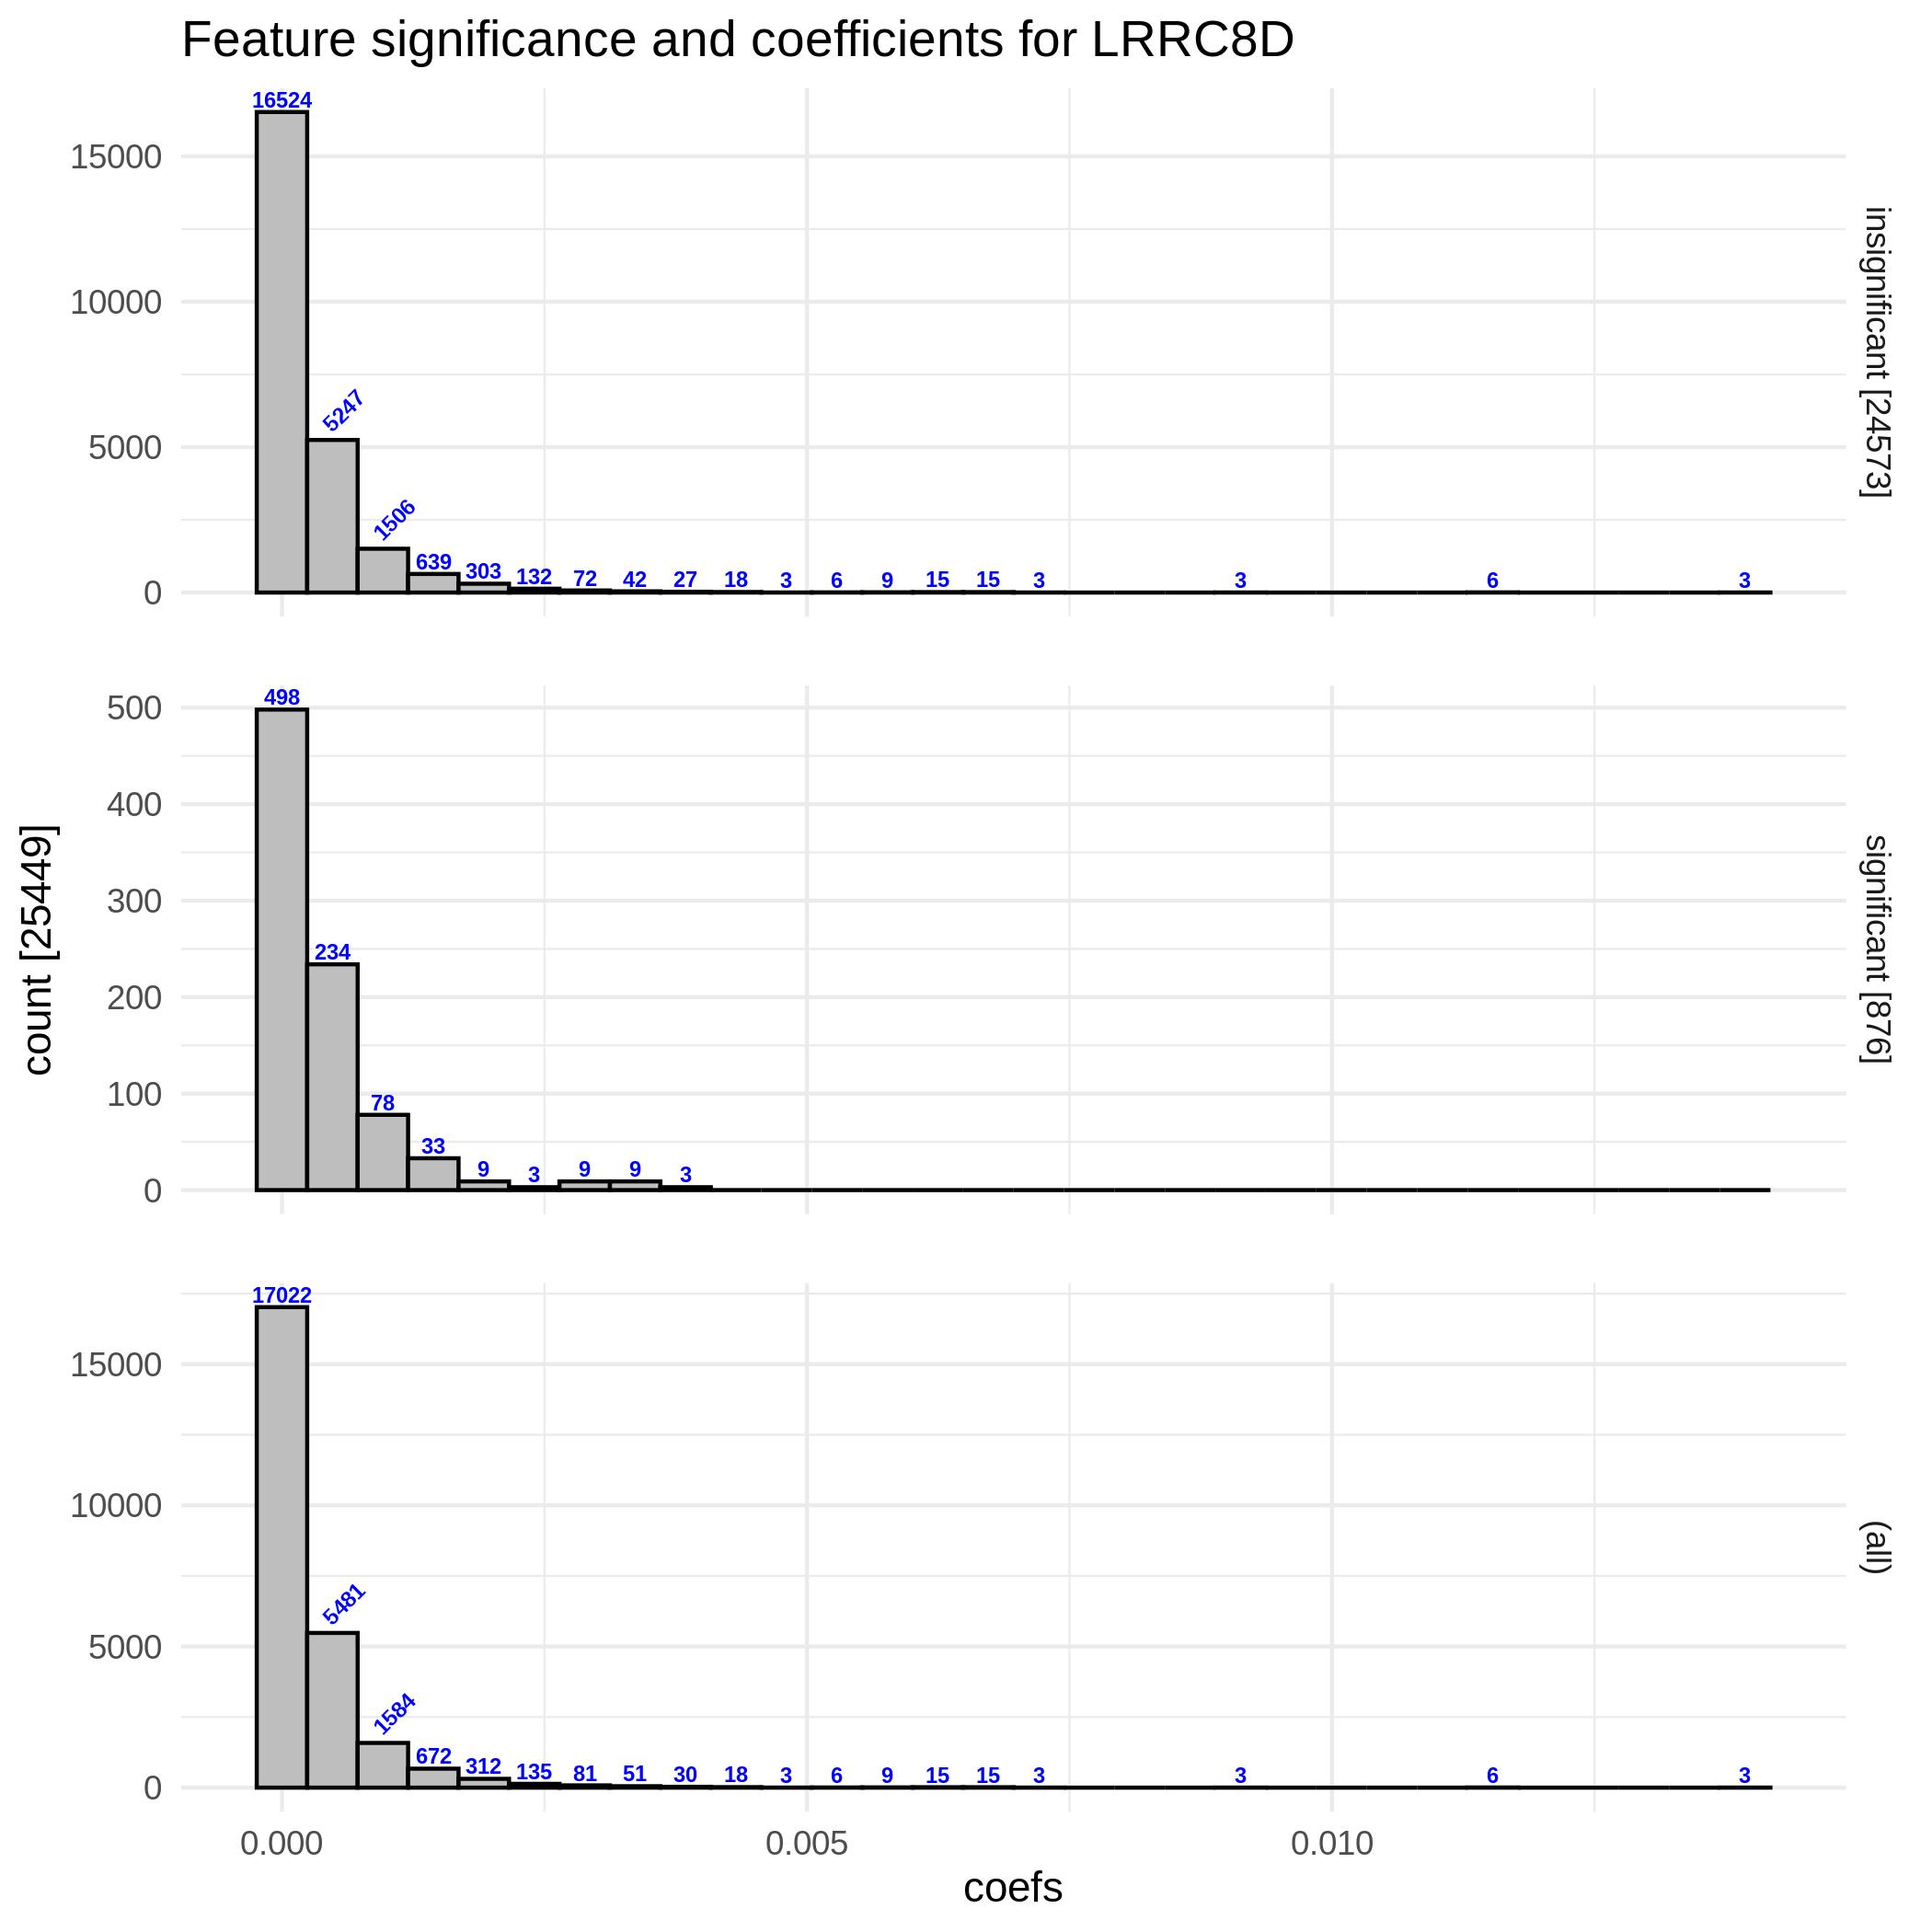 Feature significance and coefficients for LRRC8D
count [25449]
15000
10000
5000
0
16524
5247
1506
639 303 132 72 42 27 18 3 6 9 15 15 3 3 6 3
insignificant [24573]
500
400
300
200
100
0
498
234
78
33
9 3 9 9 3
significant [876]
15000
10000
5000
0
17022
5481
1584
672 312 135 81 51 30 18 3 6 9 15 15 3 3 6 3
(all)
0.000 0.005 0.010
coefs